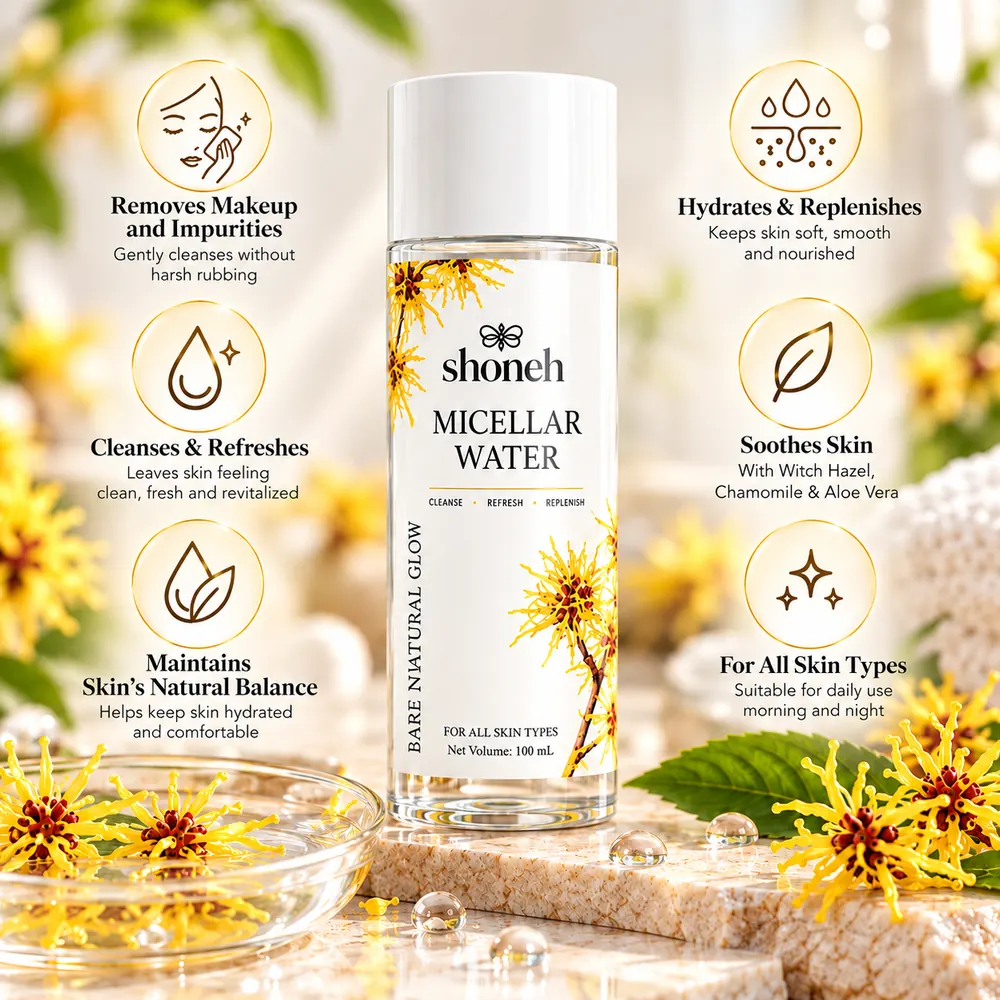 Removes Makeup
and Impurities
Gently cleanses without
harsh rubbing
Cleanses & Refreshes
Leaves skin feeling
clean, fresh and revitalized
Maintains
Skin's Natural Balance
Helps keep skin hydrated
and comfortable
shoneh
MICELLAR
WATER
CLEANSE • REFRESH • REPLENISH
BARE NIATURAL GLOW
FOR ALL SKIN TYPES
Net Volume: 100 mL
Hydrates & Replenishes
Keeps skin soft, smooth
and nourished
Soothes Skin
With Witch Hazel,
Chamomile & Aloe Vera
For All Skin Types
Suitable for daily use
morning and night